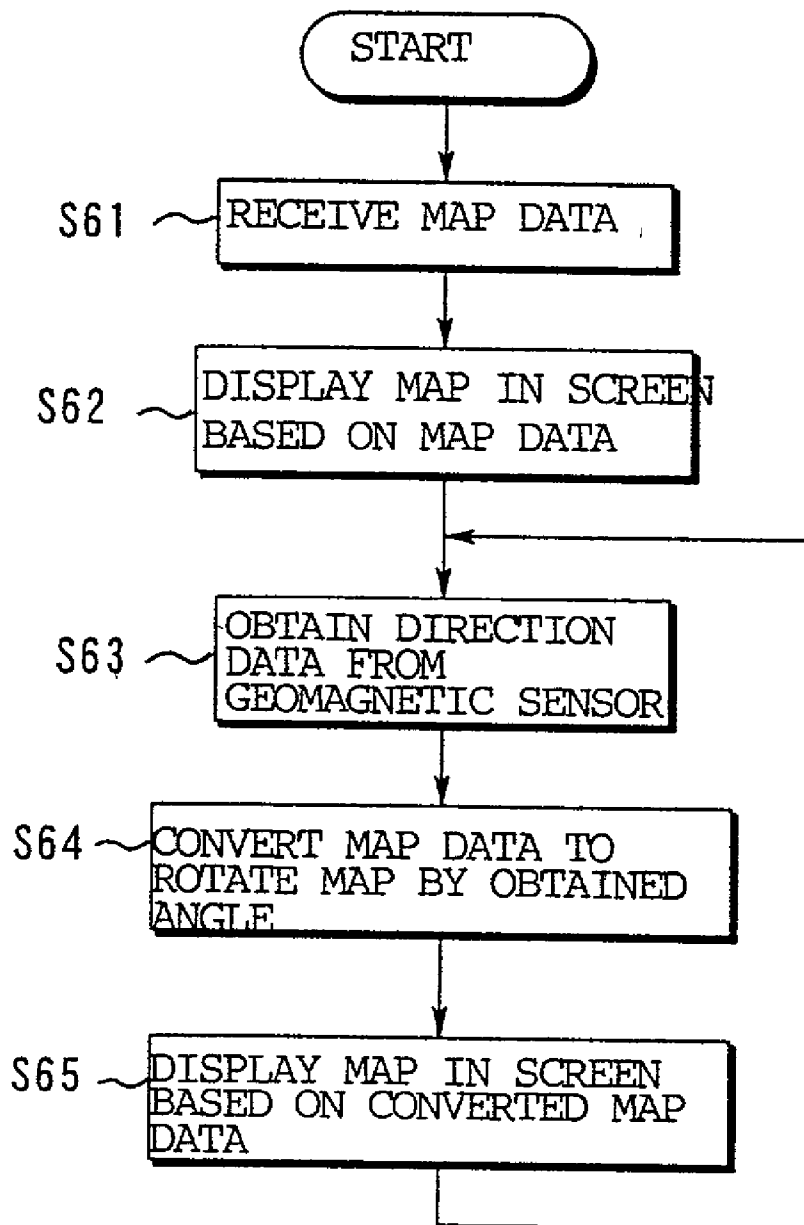 START
S61
RECEIVE MAP DATA
S62
DISPLAY MAP IN SCREEN
BASED ON MAP DATA
S63
OBTAIN DIRECTION
DATA FROM
GEOMAGNETIC SENSOR
S64
CONVERT MAP DATA TO
ROTATE MAP BY OBTAINED
ANGLE
S65
DISPLAY MAP IN SCREEN
BASED ON CONVERTED MAP
DATA